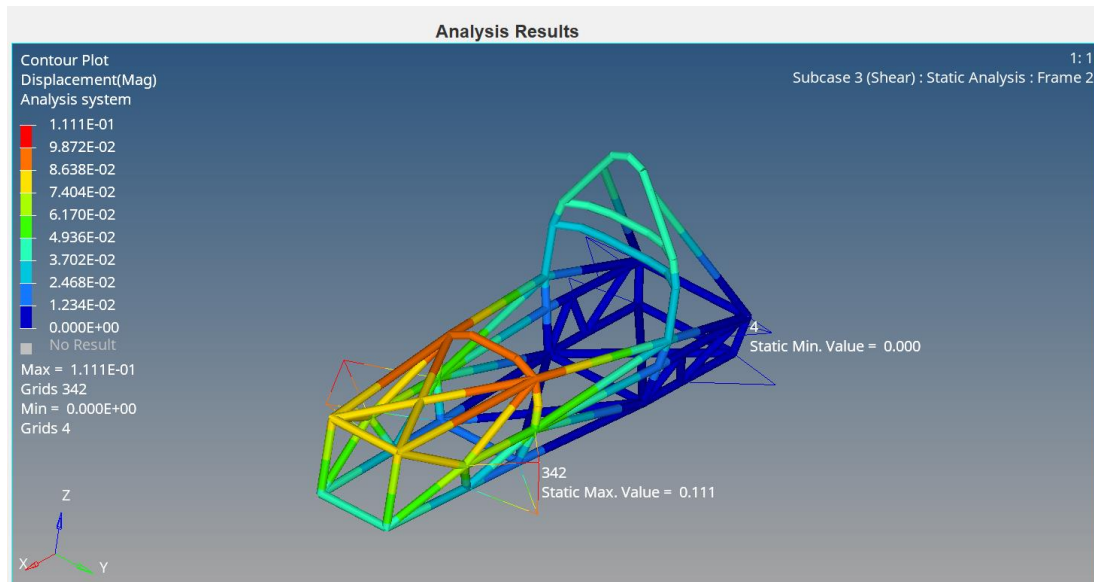 Analysis Results
Contour Plot
Displacement(Mag)
Analysis system
1.111E-01
9.872E-02
8.638E-02
7.404E-02
6.170E-02
4.936E-02
3.702E-02
2.468E-02
1.234E-02
0.000E+00
No Result
Max = 1.111E-01
Grids 342
Min = 0.000E+00
Grids 4
1: 1
Subcase 3 (Shear) : Static Analysis : Frame 2
4
Static Min. Value = 0.000
342
Static Max. Value = 0.111
Z
X
Y